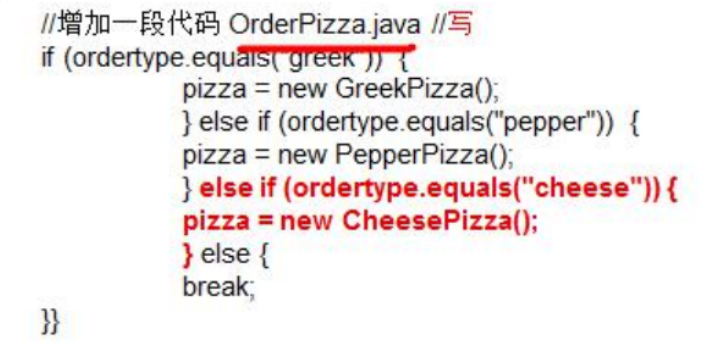 //增加一段代码 OrderPizza.java //写
if (ordertype.equals("greek")) {
pizza = new GreekPizza();
} else if (ordertype.equals("pepper")) {
pizza = new PepperPizza();
} else if (ordertype.equals("cheese")) {
pizza = new CheesePizza();
} else {
break;
}}